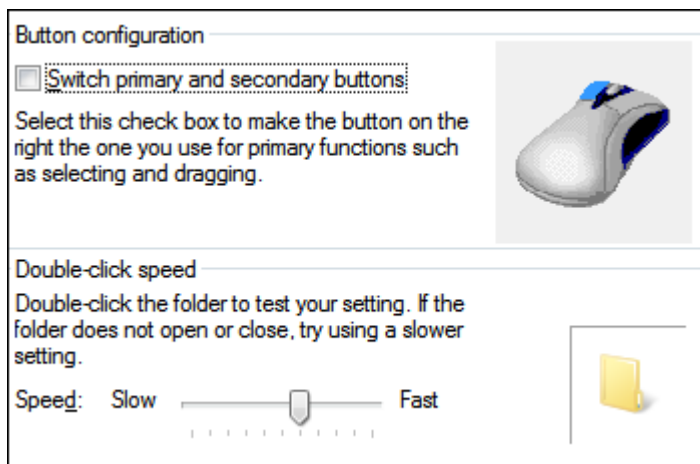 Button configuration
Switch primary and secondary buttons
Select this check box to make the button on the
right the one you use for primary functions such
as selecting and dragging.
Double-click speed
Double-click the folder to test your setting. If the
folder does not open or close, try using a slower
setting.
Speed: Slow Fast